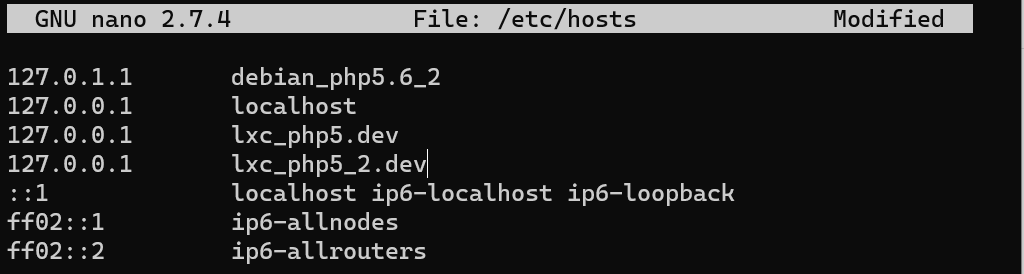 GNU nano 2.7.4 File: /etc/hosts Modified
127.0.1.1 debian_php5.6_2
127.0.0.1 localhost
127.0.0.1 lxc_php5.dev
127.0.0.1 lxc_php5_2.dev
::1 localhost ip6-localhost ip6-loopback
ff02::1 ip6-allnodes
ff02::2 ip6-allrouters